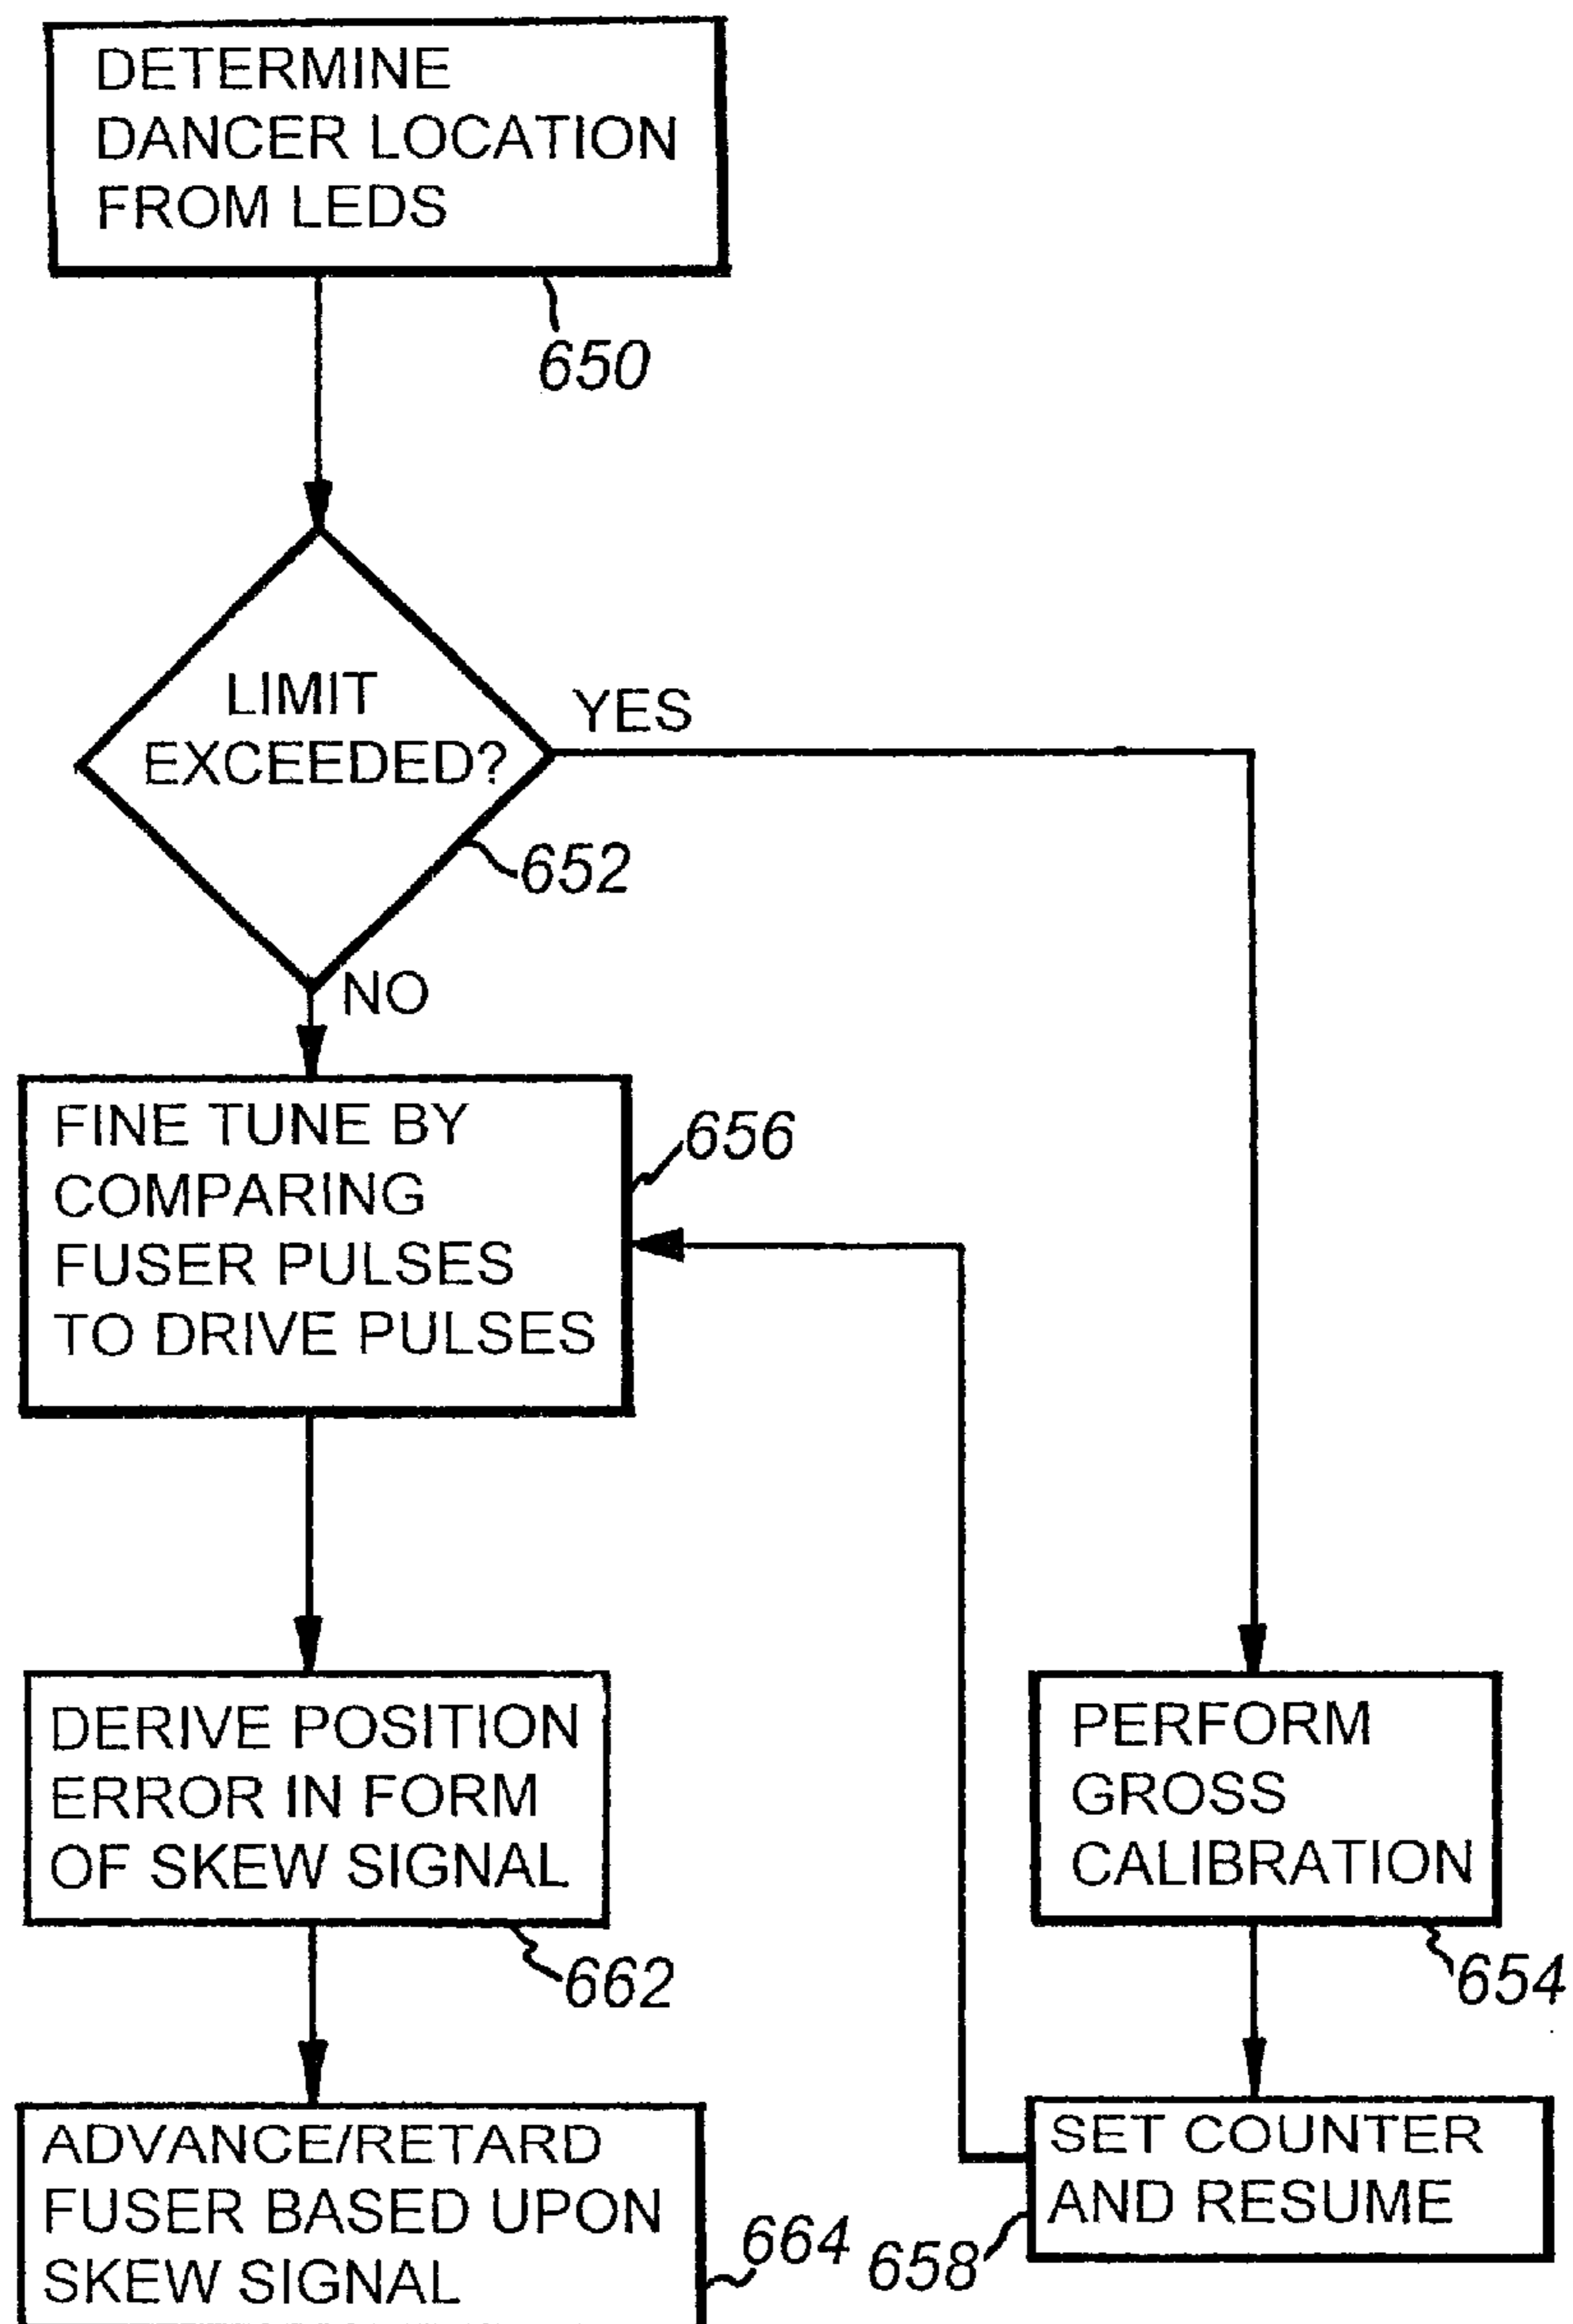 DETERMINE
DANCER LOCATION
FROM LEDS
650
LIMIT
EXCEEDED?
YES
652
NO
FINE TUNE BY
COMPARING
FUSER PULSES
TO DRIVE PULSES
656
DERIVE POSITION
ERROR IN FORM
OF SKEW SIGNAL
662
PERFORM
GROSS
CALIBRATION
654
ADVANCE/RETARD
FUSER BASED UPON
SKEW SIGNAL
664
SET COUNTER
AND RESUME
658